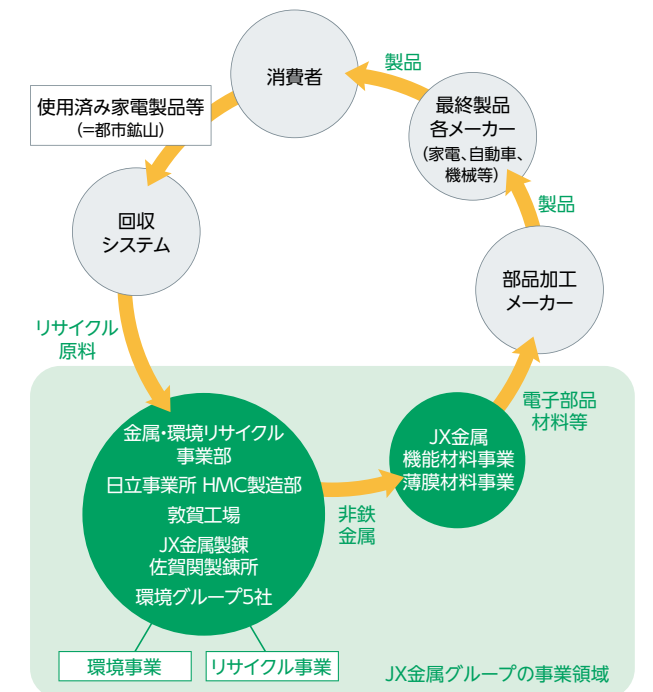 消費者
製品
使用済み家電製品等
(=都市鉱山)
最終製品
各メーカー
(家電、自動車、
機械等)
製品
回収
システム
部品加工
メーカー
リサイクル
原料
電子部品
材料等
金属・環境リサイクル
事業部
日立事業所 HMC製造部
敦賀工場
JX金属製錬
佐賀関製錬所
環境グループ5社
JX金属
機能材料事業
薄膜材料事業
非鉄
金属
環境事業
リサイクル事業
JX金属グループの事業領域